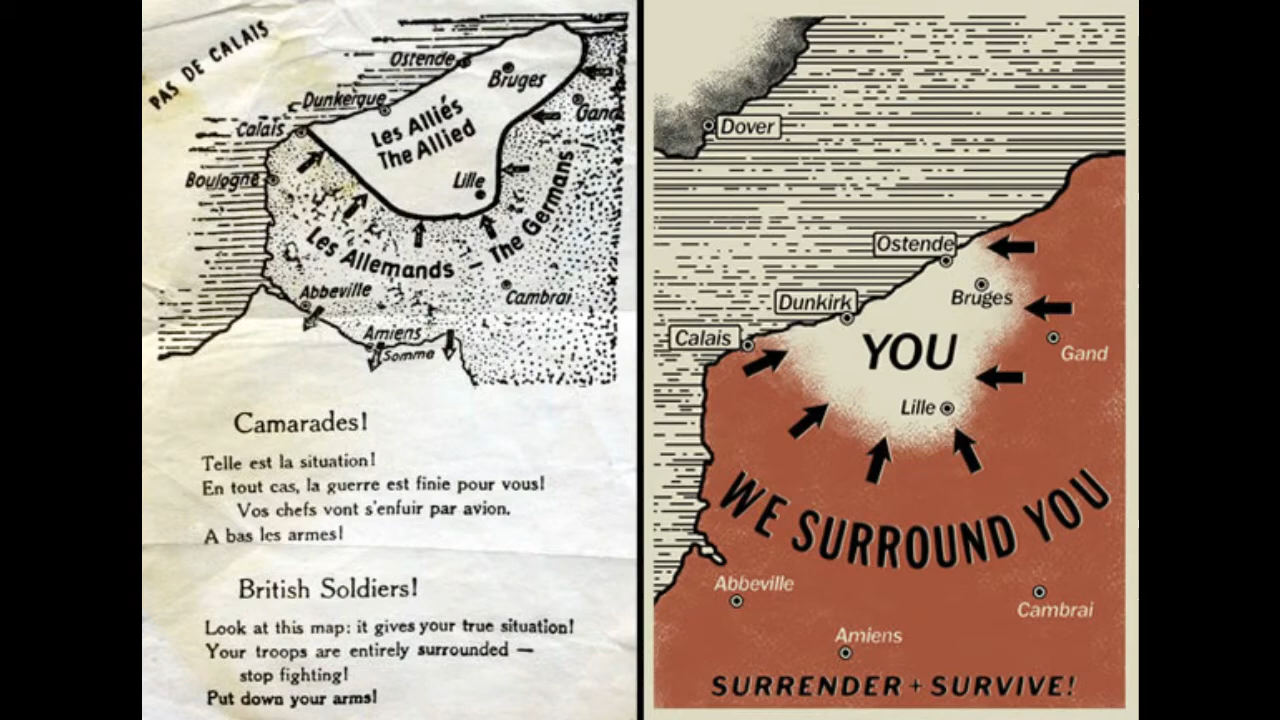 PAS DE CALAIS
Ostende
Bruges
Dunkerque
Gand
Calais
Les Alliés
The Allied
Boulogne
Lille
Les Allemands – The Germans
Abbeville
Cambrai
Amiens
Somme
Camarades!
Telle est la situation!
En tout cas, la guerre est finie pour vous!
Vos chefs vont s'enfuir par avion.
A bas les armes!
British Soldiers!
Look at this map: it gives your true situation!
Your troops are entirely surrounded —
stop fighting!
Put down your arms!
Dover
Ostende
Bruges
Dunkirk
Calais
YOU
Gand
Lille
WE SURROUND YOU
Abbeville
Cambrai
Amiens
SURRENDER + SURVIVE!